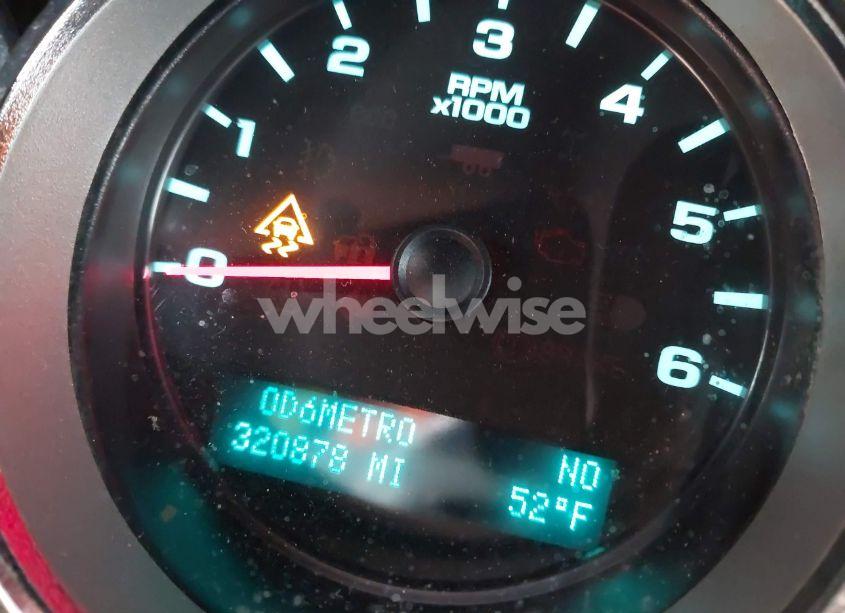 3
2
4
RPM
x1000
1
5
0
wheelwise
6
ODóMETRO
320878 MI
NO
52°F